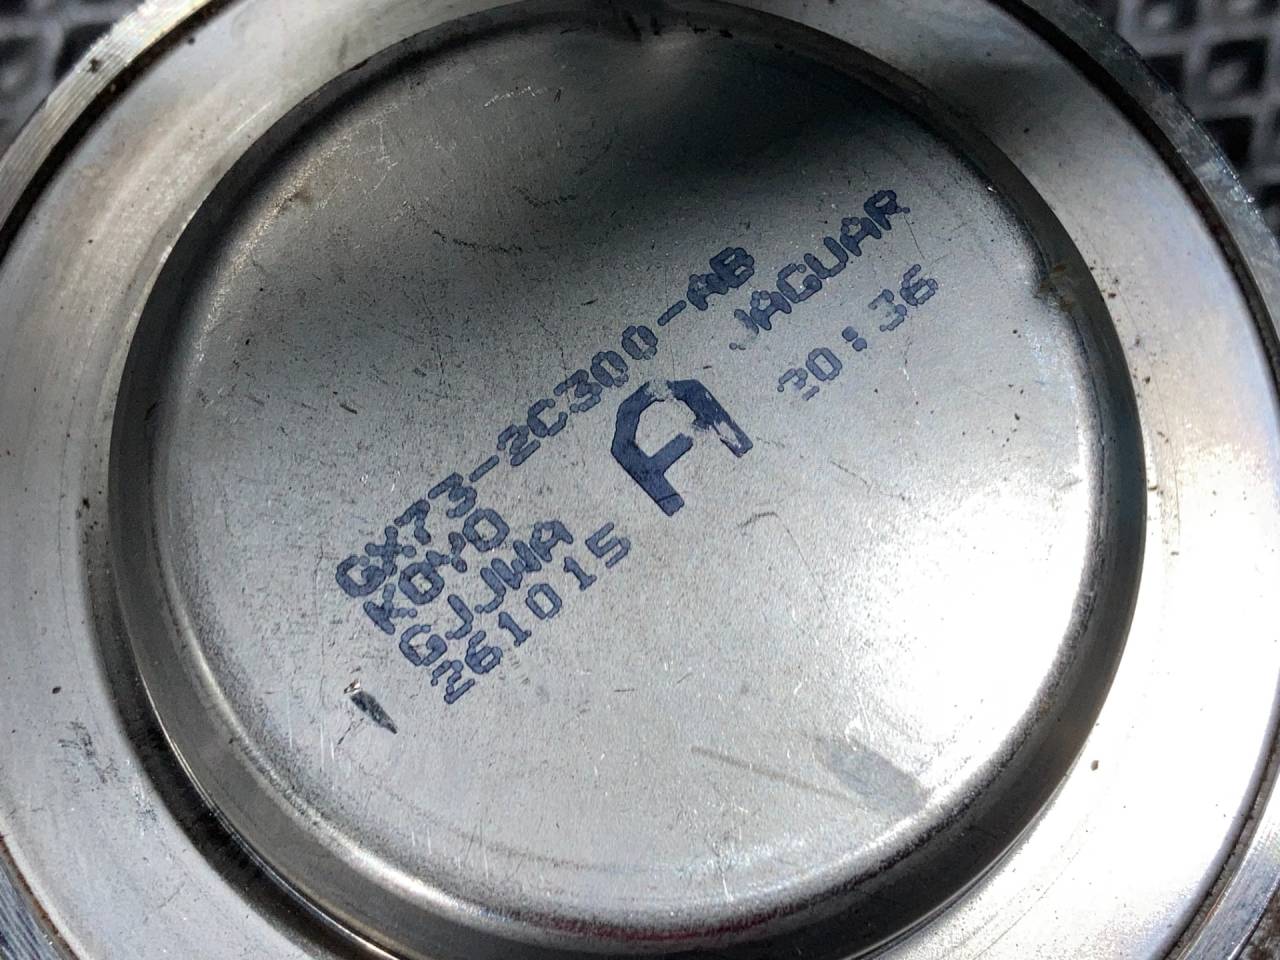 GX73-2C300-AB JAGUAR
KOYO
GJJWA A 20:36
261015